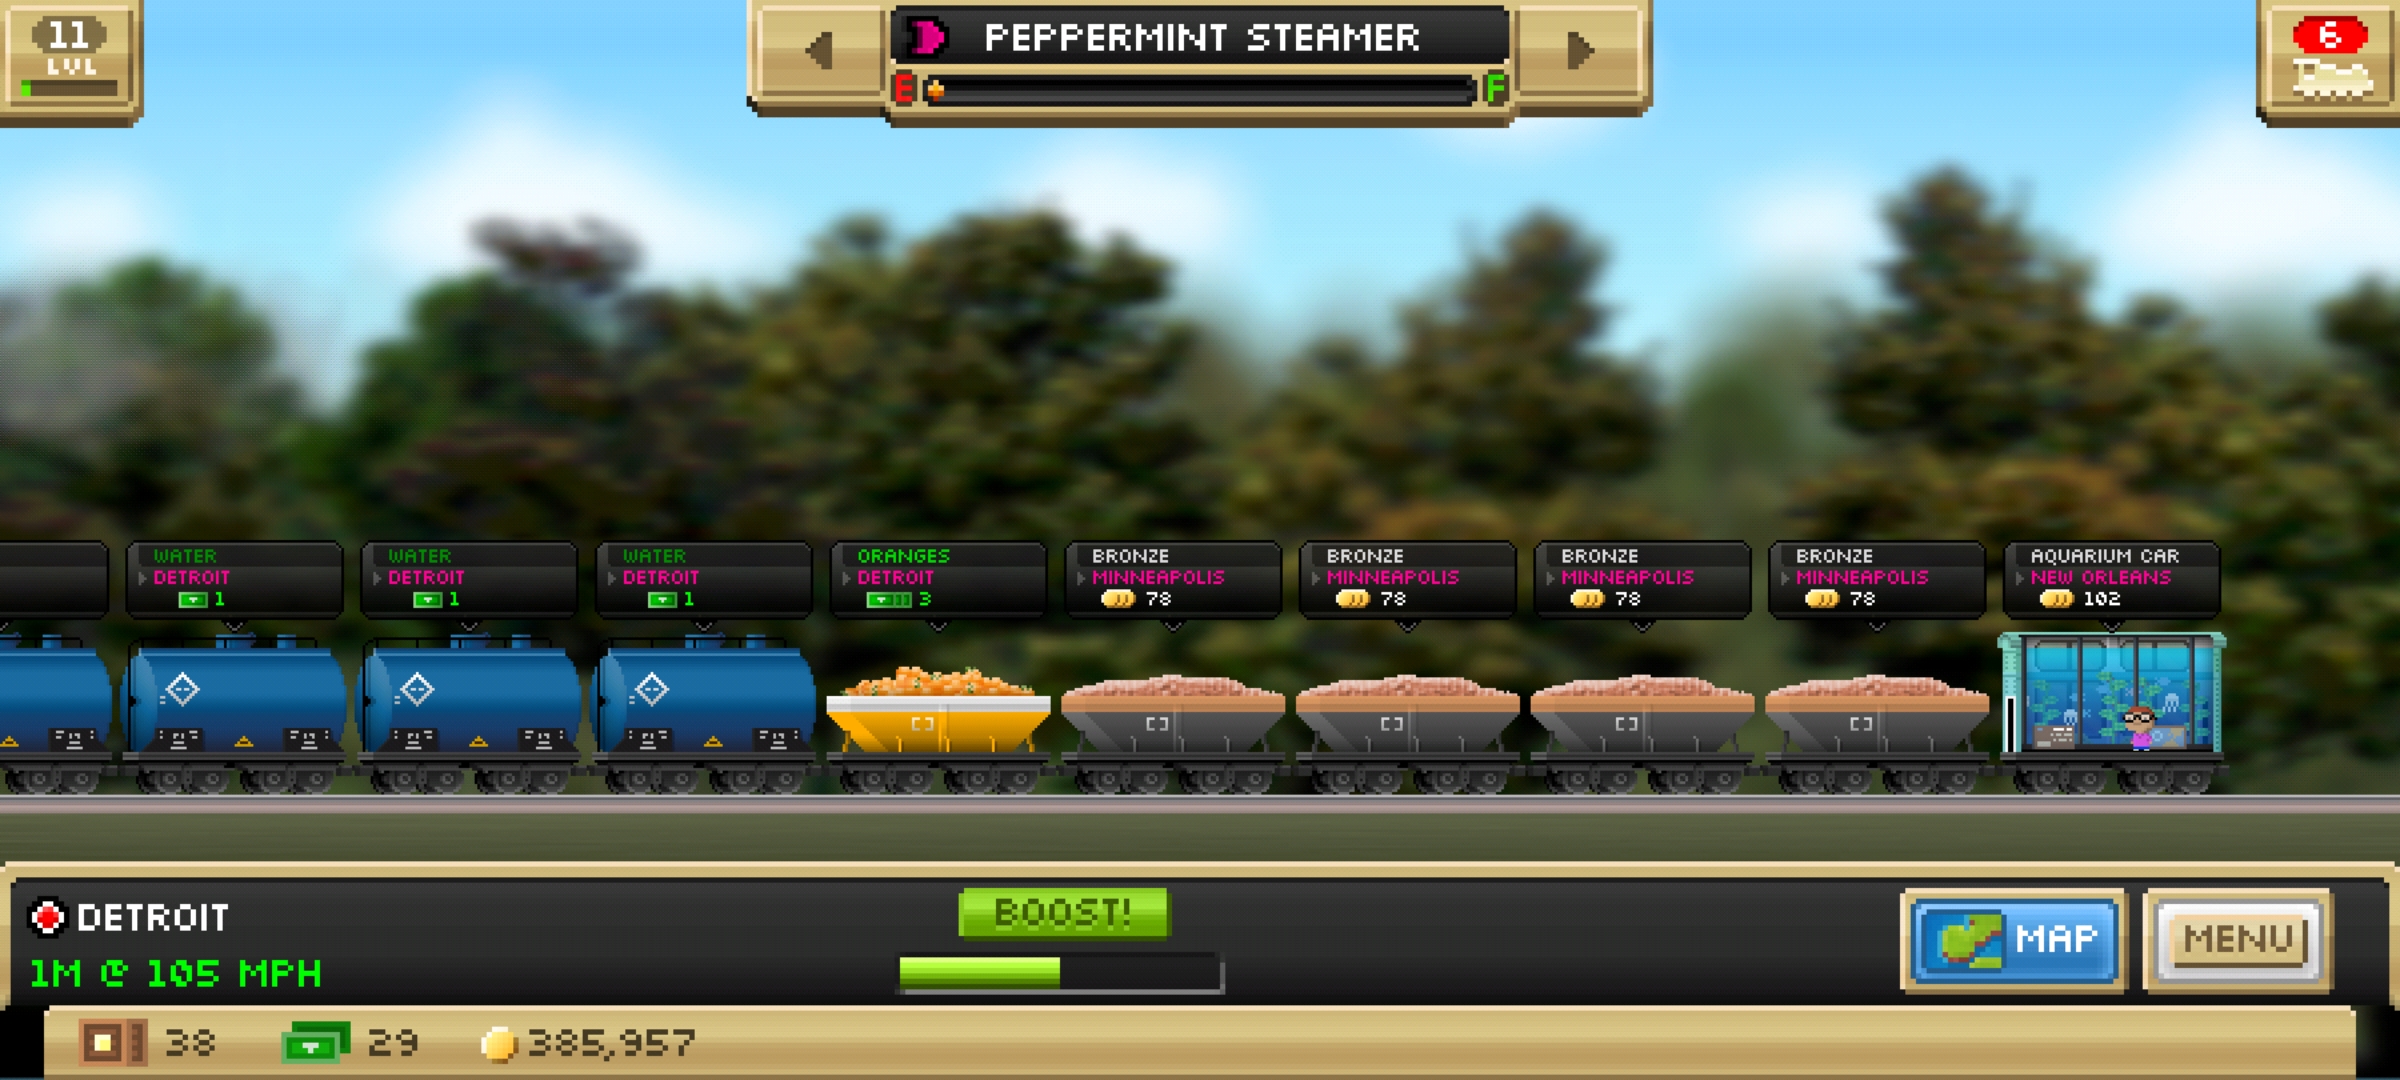 11
LVL
PEPPERMINT STEAMER
E
F
6
WATER
DETROIT
1
WATER
DETROIT
1
WATER
DETROIT
1
ORANGES
DETROIT
3
BRONZE
MINNEAPOLIS
78
BRONZE
MINNEAPOLIS
78
BRONZE
MINNEAPOLIS
78
BRONZE
MINNEAPOLIS
78
AQUARIUM CAR
NEW ORLEANS
102
DETROIT
1M @ 105 MPH
BOOST!
MAP
MENU
38
29
385,957